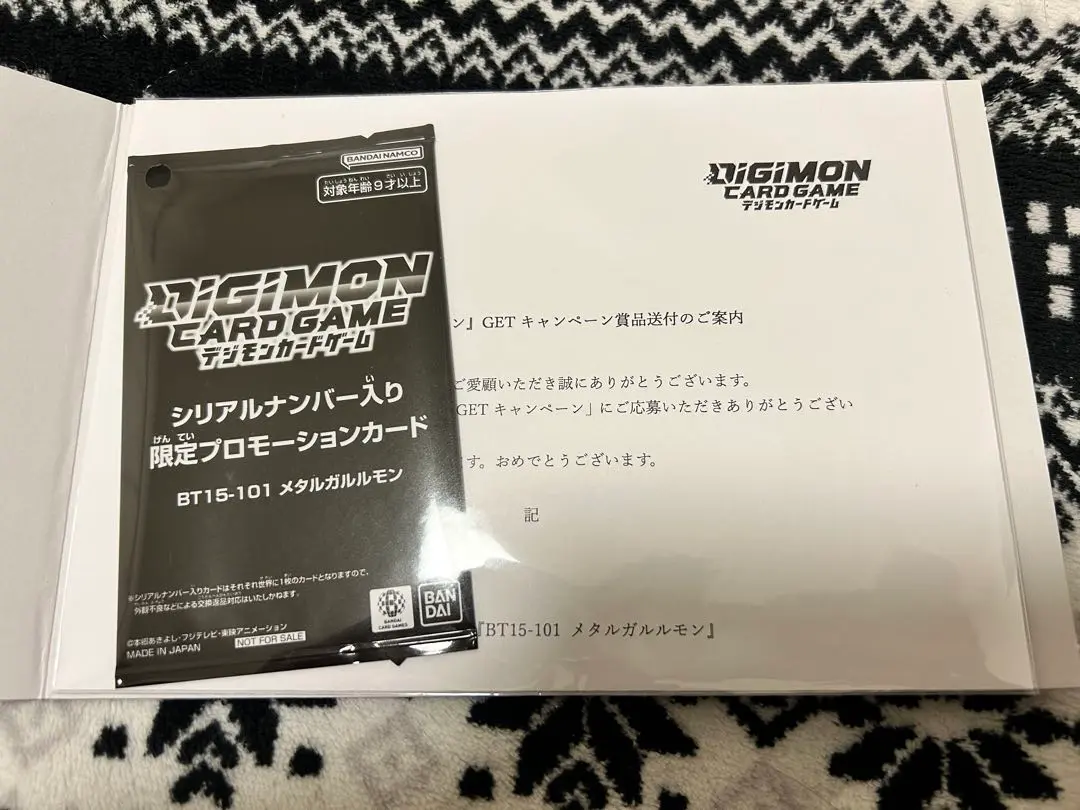 BANDAI NAMCO
対象年齢9才以上
DIGIMON
CARD GAME
デジモンカードゲーム
シリアルナンバー入り
限定プロモーションカード
BT15-101 メタルガルルモン
※シリアルナンバー入りカードはそれぞれ世界に1枚のカードとなりますので、
外観不良などによる交換返品対応はいたしかねます。
©本郷あきよし・フジテレビ・東映アニメーション
MADE IN JAPAN
NOT FOR SALE
BANDAI
CARD GAMES
BAN
DAI
DIGIMON
CARD GAME
デジモンカードゲーム
ン』GET キャンペーン賞品送付のご案内
ご愛顧いただき誠にありがとうございます。
GET キャンペーン」にご応募いただきありがとうござい
す。おめでとうございます。
記
『BT15-101 メタルガルルモン』